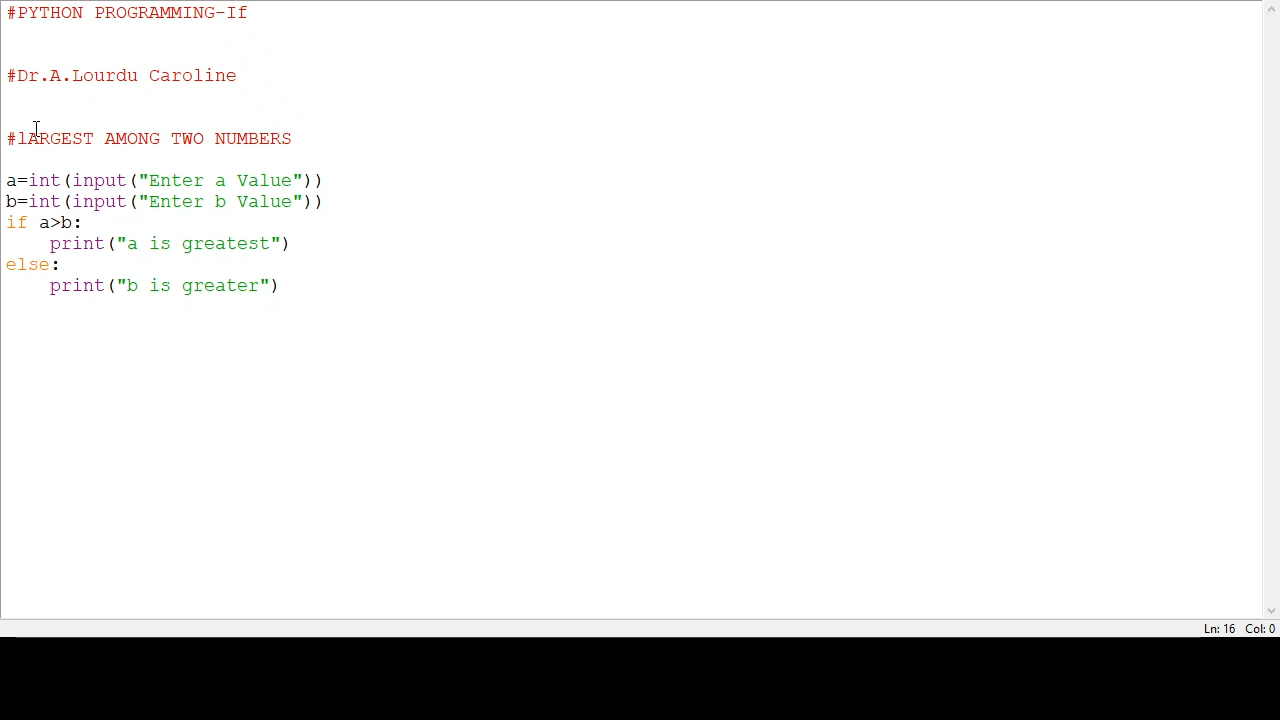 #PYTHON PROGRAMMING-If
#Dr.A.Lourdu Caroline
#lARGEST AMONG TWO NUMBERS
a=int(input("Enter a Value"))
b=int(input("Enter b Value"))
if a>b:
    print("a is greatest")
else:
    print("b is greater")
Ln: 16 Col: 0